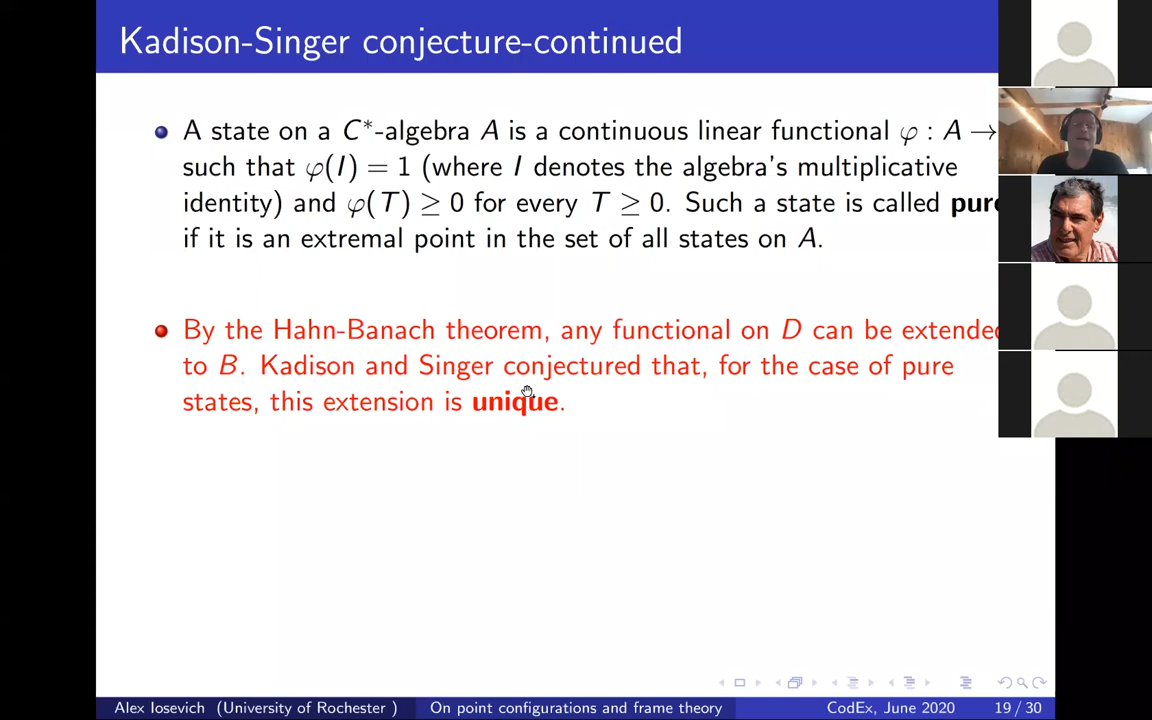 Kadison-Singer conjecture-continued
A state on a C*-algebra A is a continuous linear functional φ : A →
such that φ(I) = 1 (where I denotes the algebra's multiplicative
identity) and φ(T) ≥ 0 for every T ≥ 0. Such a state is called pure
if it is an extremal point in the set of all states on A.
By the Hahn-Banach theorem, any functional on D can be extended
to B. Kadison and Singer conjectured that, for the case of pure
states, this extension is unique.
Alex Iosevich (University of Rochester ) On point configurations and frame theory CodEx, June 2020 19 / 30